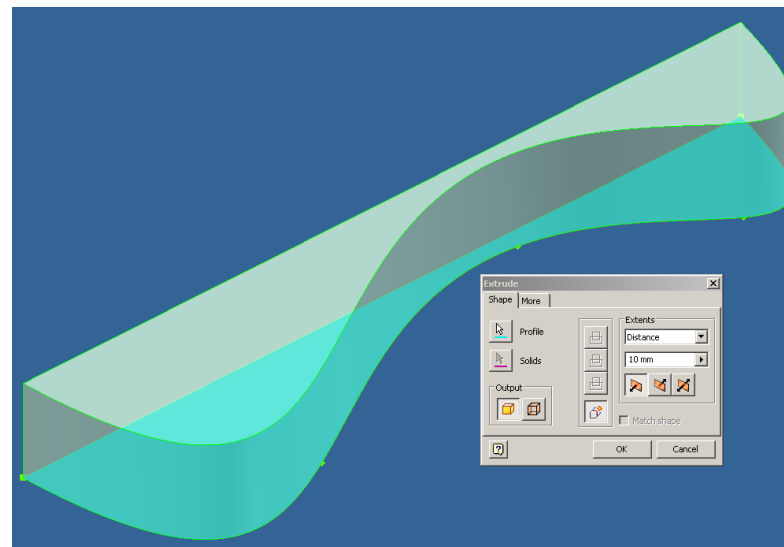 Extrude
Shape More
Profile
Solids
Output
Extents
Distance
10 mm
Match shape
OK Cancel